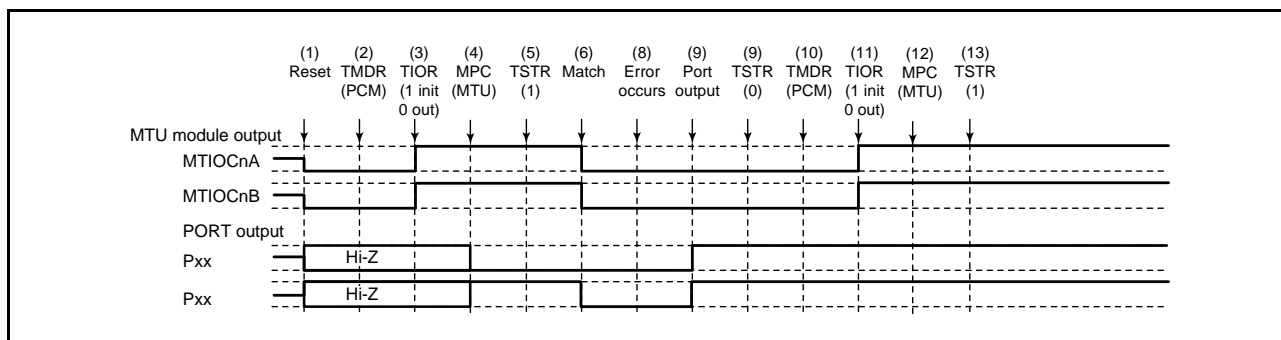 (1) (2) (3) (4) (5) (6) (8) (9) (9) (10) (11) (12) (13)
Reset TMDR TIOR MPC TSTR Match Error Port TSTR TMDR TIOR MPC TSTR
(PCM) (1 init (MTU) (1) occurs output (0) (PCM) (1 init (MTU) (1)
0 out) 0 out)
MTU module output
MTIOCnA
MTIOCnB
PORT output
Pxx Hi-Z
Pxx Hi-Z